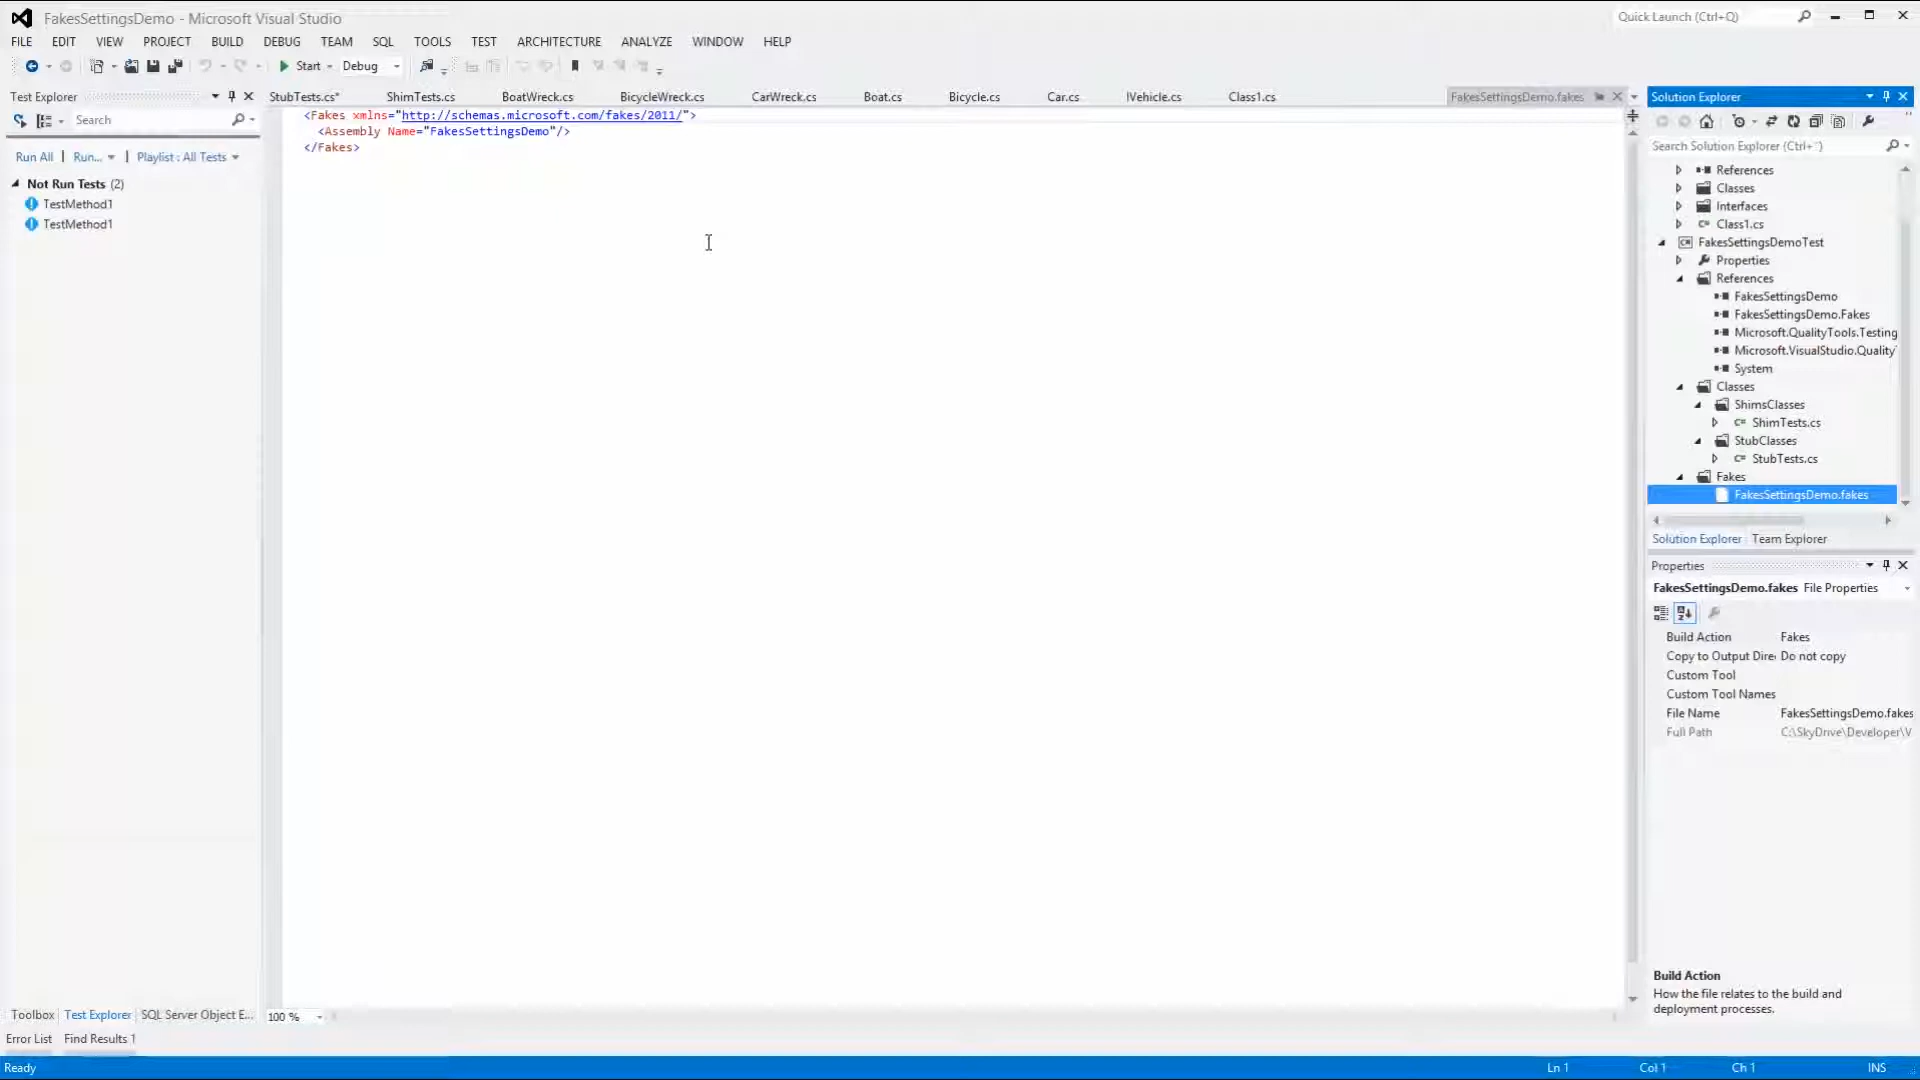 FakesSettingsDemo - Microsoft Visual Studio
Quick Launch (Ctrl+Q)
FILE EDIT VIEW PROJECT BUILD DEBUG TEAM SQL TOOLS TEST ARCHITECTURE ANALYZE WINDOW HELP
Start Debug
Test Explorer
Search
Run All | Run... | Playlist : All Tests
Not Run Tests (2)
TestMethod1
TestMethod1
StubTests.cs* ShimTests.cs BoatWreck.cs BicycleWreck.cs CarWreck.cs Boat.cs Bicycle.cs Car.cs IVehicle.cs Class1.cs FakesSettingsDemo.fakes
<Fakes xmlns="http://schemas.microsoft.com/fakes/2011/">
<Assembly Name="FakesSettingsDemo"/>
</Fakes>
100 %
Solution Explorer
Search Solution Explorer (Ctrl+¨)
References
Classes
Interfaces
Class1.cs
FakesSettingsDemoTest
Properties
References
FakesSettingsDemo
FakesSettingsDemo.Fakes
Microsoft.QualityTools.Testing
Microsoft.VisualStudio.Quality
System
Classes
ShimsClasses
ShimTests.cs
StubClasses
StubTests.cs
Fakes
FakesSettingsDemo.fakes
Solution Explorer Team Explorer
Properties
FakesSettingsDemo.fakes File Properties
Build Action Fakes
Copy to Output Dire Do not copy
Custom Tool
Custom Tool Names
File Name FakesSettingsDemo.fakes
Full Path C:\SkyDrive\Developer\V
Build Action
How the file relates to the build and
deployment processes.
Toolbox Test Explorer SQL Server Object E...
Error List Find Results 1
Ready Ln 1 Col 1 Ch 1 INS